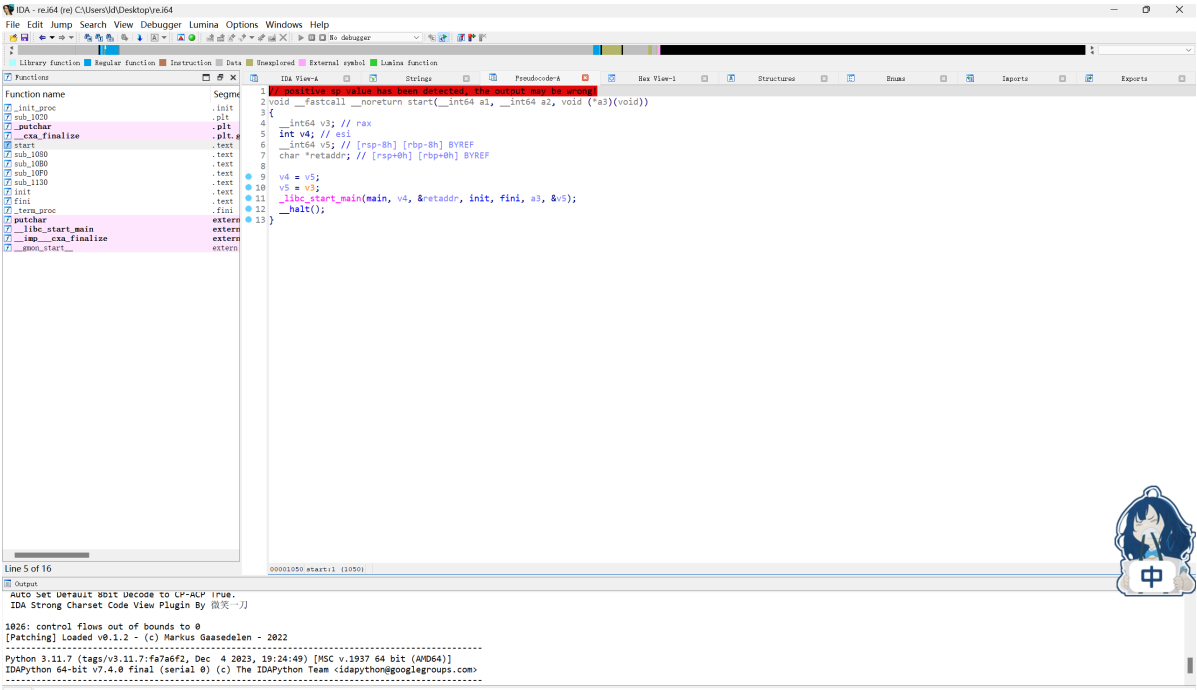 IDA - re.i64 (re) C:\Users\ld\Desktop\re.i64
File Edit Jump Search View Debugger Lumina Options Windows Help
No debugger
Library function Regular function Instruction Data Unexplored External symbol Lumina function
Functions
IDA View-A Strings Pseudocode-A Hex View-1 Structures Enums Imports Exports
Function name Segme
_init_proc .init
sub_1020 .plt
_putchar .plt
__cxa_finalize .plt.g
start .text
sub_1080 .text
sub_10B0 .text
sub_10F0 .text
sub_1130 .text
init .text
fini .text
_term_proc .fini
putchar extern
__libc_start_main extern
__imp___cxa_finalize extern
__gmon_start__ extern
Line 5 of 16
1 // positive sp value has been detected, the output may be wrong!
2 void __fastcall __noreturn start(__int64 a1, __int64 a2, void (*a3)(void))
3 {
4 __int64 v3; // rax
5 int v4; // esi
6 __int64 v5; // [rsp-8h] [rbp-8h] BYREF
7 char *retaddr; // [rsp+0h] [rbp+0h] BYREF
8
9 v4 = v5;
10 v5 = v3;
11 _libc_start_main(main, v4, &retaddr, init, fini, a3, &v5);
12 __halt();
13 }
00001050 start:1 (1050)
中
Output
Auto Set Default 8bit Decode to CP-ACP True.
IDA Strong Charset Code View Plugin By 微笑一刀
1026: control flows out of bounds to 0
[Patching] Loaded v0.1.2 - (c) Markus Gaasedelen - 2022
---------------------------------------------------------------------------------------------
Python 3.11.7 (tags/v3.11.7:fa7a6f2, Dec  4 2023, 19:24:49) [MSC v.1937 64 bit (AMD64)]
IDAPython 64-bit v7.4.0 final (serial 0) (c) The IDAPython Team <idapython@googlegroups.com>
---------------------------------------------------------------------------------------------